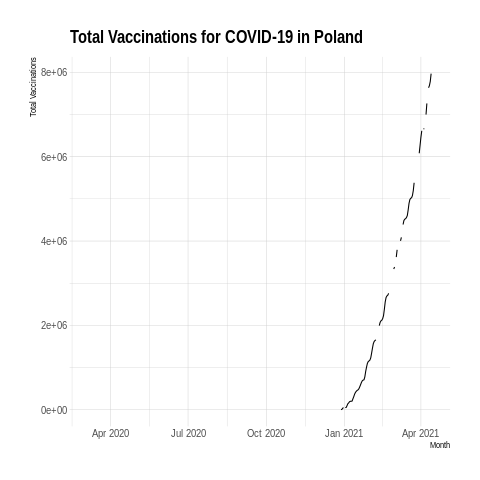 Total Vaccinations for COVID-19 in Poland
Total Vaccinations
8e+06
6e+06
4e+06
2e+06
0e+00
Apr 2020 Jul 2020 Oct 2020 Jan 2021 Apr 2021
Month